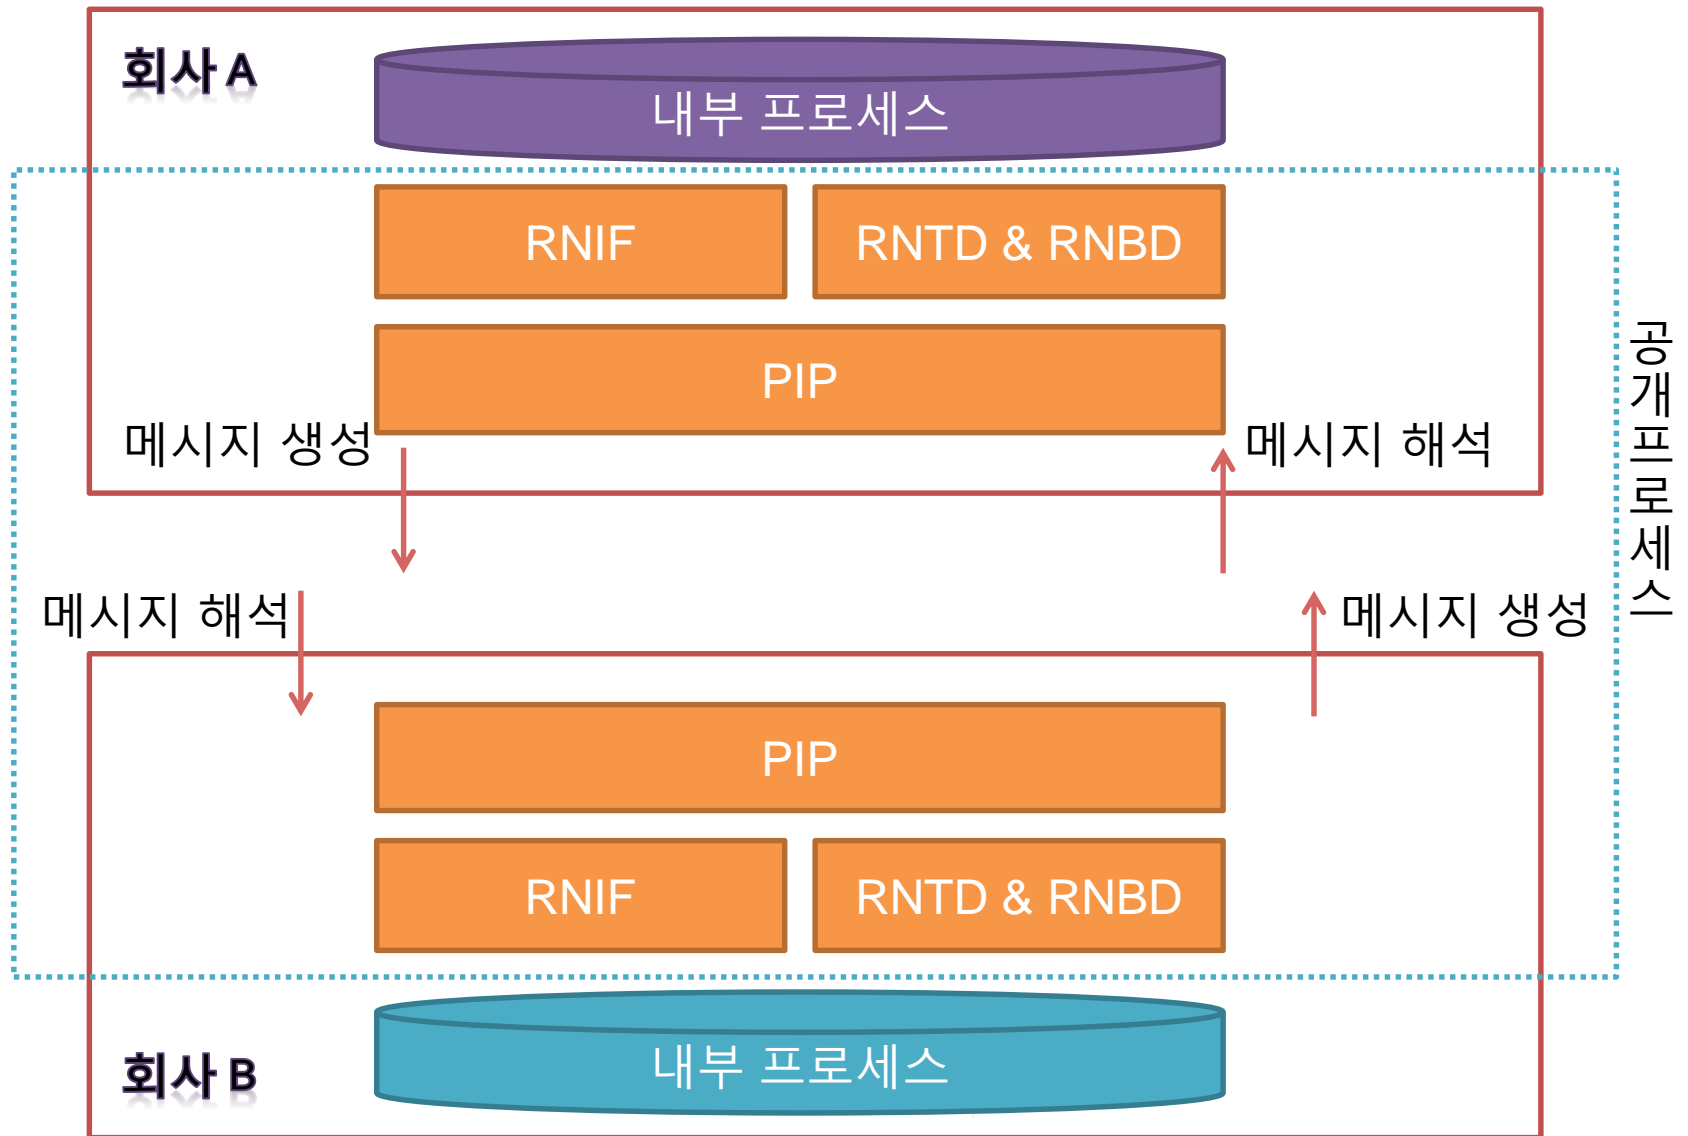 회사 A
내부 프로세스
RNIF
RNTD & RNBD
PIP
메시지 생성
메시지 해석
공개프로세스
메시지 해석
메시지 생성
PIP
RNIF
RNTD & RNBD
내부 프로세스
회사 B